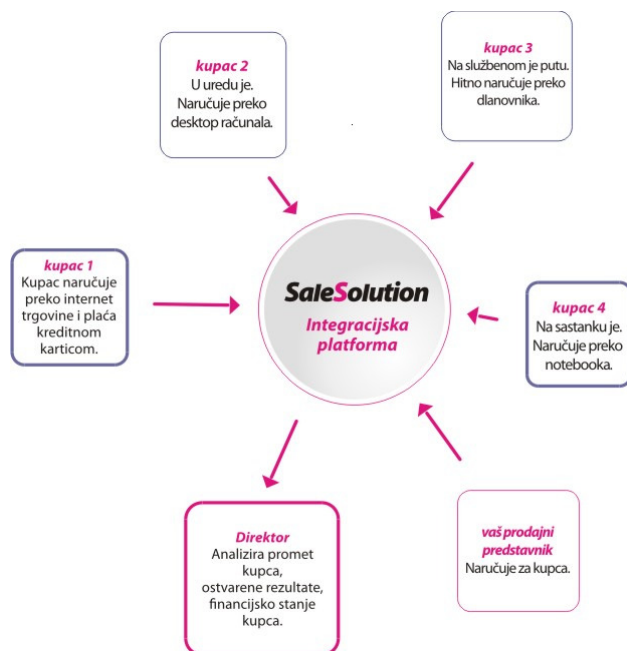 kupac 2
U uredu je.
Naručuje preko
desktop računala.
kupac 3
Na službenom je putu.
Hitno naručuje preko
dlanovnika.
kupac 1
Kupac naručuje
preko internet
trgovine i plaća
kreditnom
karticom.
SaleSolution
Integracijska
platforma
kupac 4
Na sastanku je.
Naručuje preko
notebooka.
Direktor
Analizira promet
kupca,
ostvarene rezultate,
financijsko stanje
kupca.
vaš prodajni
predstavnik
Naručuje za kupca.